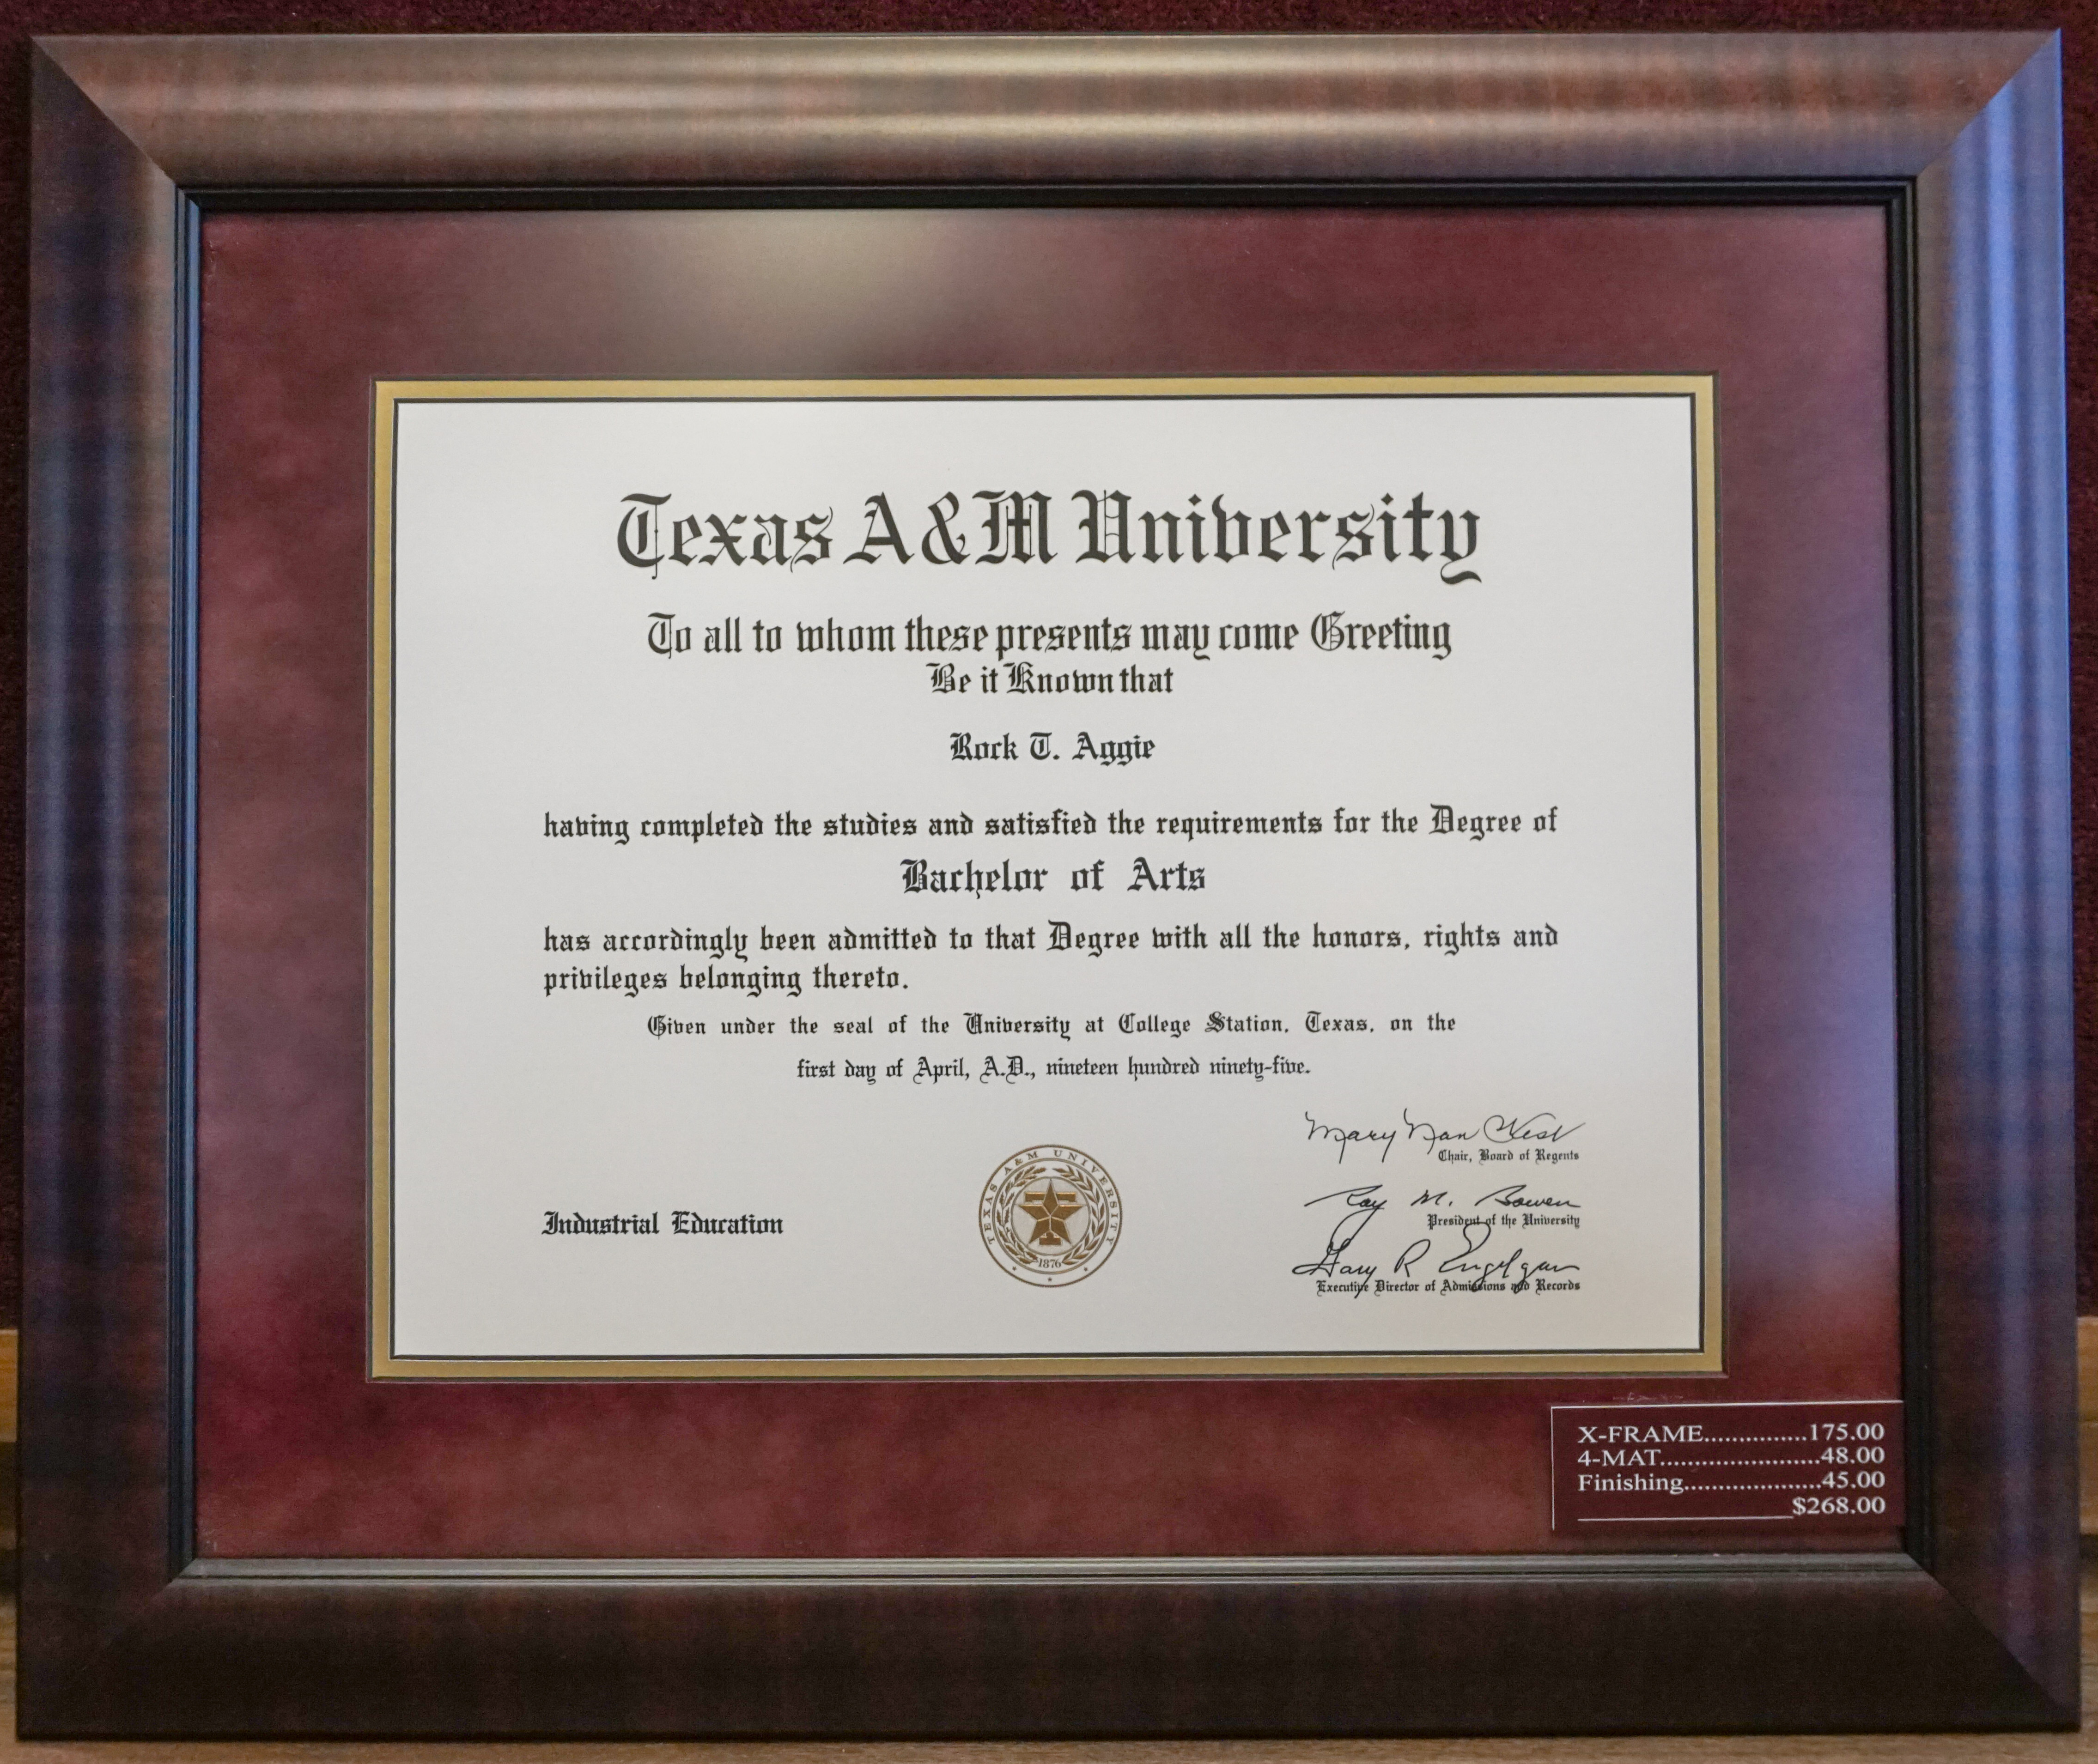 Texas A&M University
To all to whom these presents may come Greeting
Be it Known that
Rock T. Aggie
having completed the studies and satisfied the requirements for the Degree of
Bachelor of Arts
has accordingly been admitted to that Degree with all the honors, rights and
privileges belonging thereto.
Given under the seal of the University at College Station, Texas, on the
first day of April, A.D., nineteen hundred ninety-five.
Mary Nan West
Chair, Board of Regents
Ray M. Bowen
President of the University
Gary R Engelgau
Executive Director of Admissions and Records
Industrial Education
TEXAS A&M UNIVERSITY
T
1876
X-FRAME...............175.00
4-MAT.......................48.00
Finishing....................45.00
$268.00